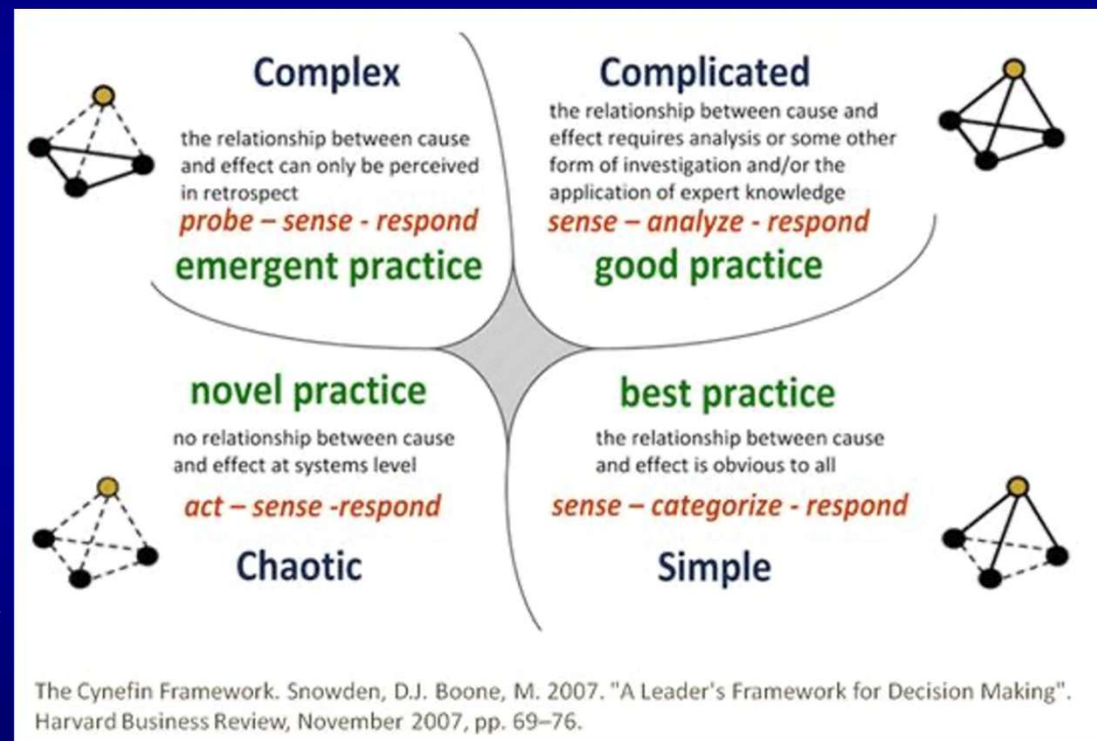 Complex
the relationship between cause
and effect can only be perceived
in retrospect
probe – sense - respond
emergent practice
Complicated
the relationship between cause and
effect requires analysis or some other
form of investigation and/or the
application of expert knowledge
sense – analyze - respond
good practice
novel practice
no relationship between cause
and effect at systems level
act – sense -respond
Chaotic
best practice
the relationship between cause
and effect is obvious to all
sense – categorize - respond
Simple
The Cynefin Framework. Snowden, D.J. Boone, M. 2007. "A Leader's Framework for Decision Making".
Harvard Business Review, November 2007, pp. 69–76.